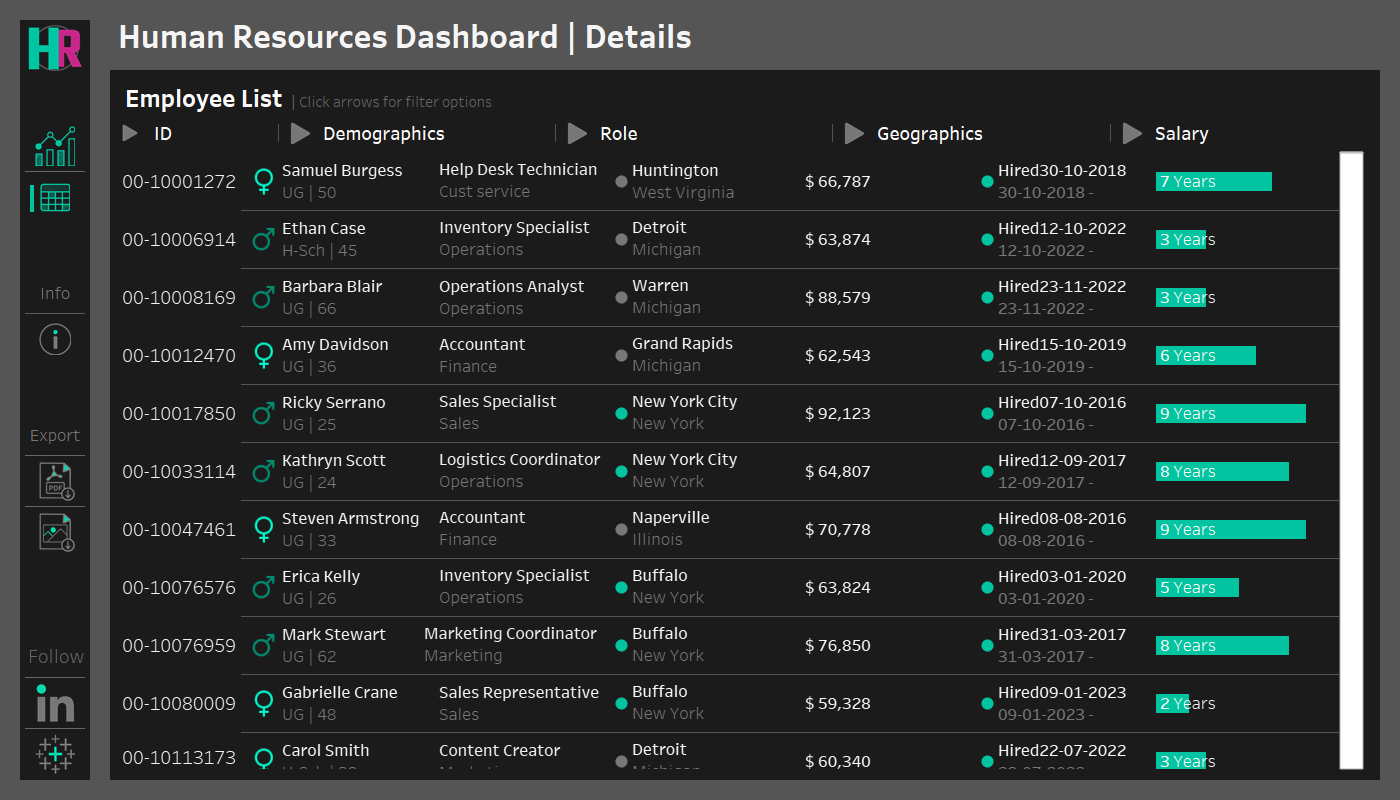 HR
Human Resources Dashboard | Details
Employee List | Click arrows for filter options
ID Demographics Role Geographics Salary
00-10001272 Samuel Burgess Help Desk Technician Huntington $ 66,787 Hired30-10-2018 7 Years
UG | 50 Cust service West Virginia 30-10-2018 -
00-10006914 Ethan Case Inventory Specialist Detroit $ 63,874 Hired12-10-2022 3 Years
H-Sch | 45 Operations Michigan 12-10-2022 -
00-10008169 Barbara Blair Operations Analyst Warren $ 88,579 Hired23-11-2022 3 Years
UG | 66 Operations Michigan 23-11-2022 -
00-10012470 Amy Davidson Accountant Grand Rapids $ 62,543 Hired15-10-2019 6 Years
UG | 36 Finance Michigan 15-10-2019 -
00-10017850 Ricky Serrano Sales Specialist New York City $ 92,123 Hired07-10-2016 9 Years
UG | 25 Sales New York 07-10-2016 -
00-10033114 Kathryn Scott Logistics Coordinator New York City $ 64,807 Hired12-09-2017 8 Years
UG | 24 Operations New York 12-09-2017 -
00-10047461 Steven Armstrong Accountant Naperville $ 70,778 Hired08-08-2016 9 Years
UG | 33 Finance Illinois 08-08-2016 -
00-10076576 Erica Kelly Inventory Specialist Buffalo $ 63,824 Hired03-01-2020 5 Years
UG | 26 Operations New York 03-01-2020 -
00-10076959 Mark Stewart Marketing Coordinator Buffalo $ 76,850 Hired31-03-2017 8 Years
UG | 62 Marketing New York 31-03-2017 -
00-10080009 Gabrielle Crane Sales Representative Buffalo $ 59,328 Hired09-01-2023 2 Years
UG | 48 Sales New York 09-01-2023 -
00-10113173 Carol Smith Content Creator Detroit $ 60,340 Hired22-07-2022 3 Years
Info
Export
PDF
Follow
in